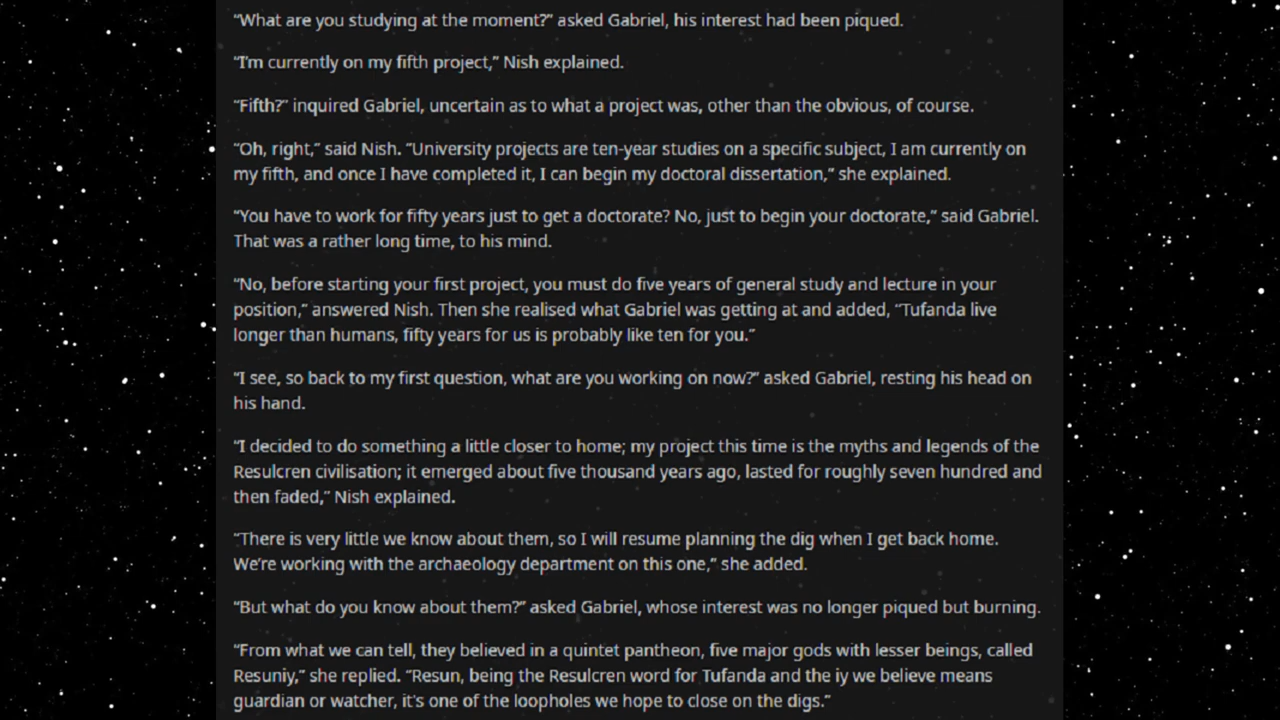 “What are you studying at the moment?” asked Gabriel, his interest had been piqued.
“I’m currently on my fifth project,” Nish explained.
“Fifth?” inquired Gabriel, uncertain as to what a project was, other than the obvious, of course.
“Oh, right,” said Nish. “University projects are ten-year studies on a specific subject, I am currently on
my fifth, and once I have completed it, I can begin my doctoral dissertation,” she explained.
“You have to work for fifty years just to get a doctorate? No, just to begin your doctorate,” said Gabriel.
That was a rather long time, to his mind.
“No, before starting your first project, you must do five years of general study and lecture in your
position,” answered Nish. Then she realised what Gabriel was getting at and added, “Tufanda live
longer than humans, fifty years for us is probably like ten for you.”
“I see, so back to my first question, what are you working on now?” asked Gabriel, resting his head on
his hand.
“I decided to do something a little closer to home; my project this time is the myths and legends of the
Resulcren civilisation; it emerged about five thousand years ago, lasted for roughly seven hundred and
then faded,” Nish explained.
“There is very little we know about them, so I will resume planning the dig when I get back home.
We’re working with the archaeology department on this one,” she added.
“But what do you know about them?” asked Gabriel, whose interest was no longer piqued but burning.
“From what we can tell, they believed in a quintet pantheon, five major gods with lesser beings, called
Resuniy,” she replied. “Resun, being the Resulcren word for Tufanda and the iy we believe means
guardian or watcher, it's one of the loopholes we hope to close on the digs.”